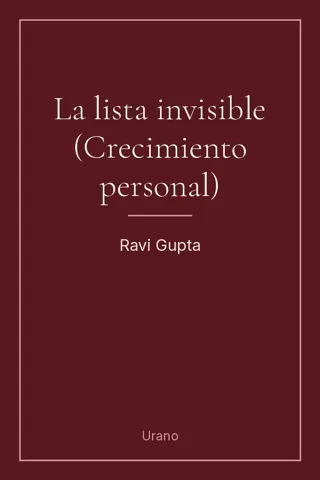 La lista invisible
(Crecimiento
personal)
Ravi Gupta
Urano